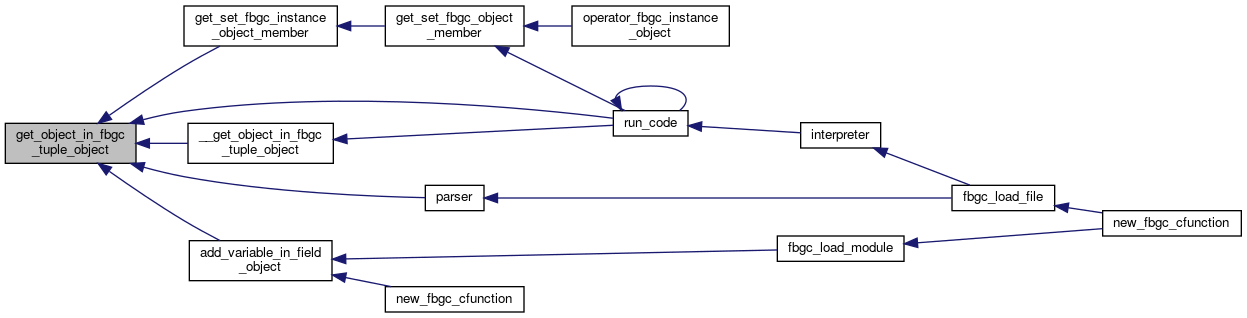 get_set_fbgc_instance
_object_member
get_set_fbgc_object
_member
operator_fbgc_instance
_object
get_object_in_fbgc
_tuple_object
__get_object_in_fbgc
_tuple_object
run_code
interpreter
parser
fbgc_load_file
new_fbgc_cfunction
add_variable_in_field
_object
fbgc_load_module
new_fbgc_cfunction